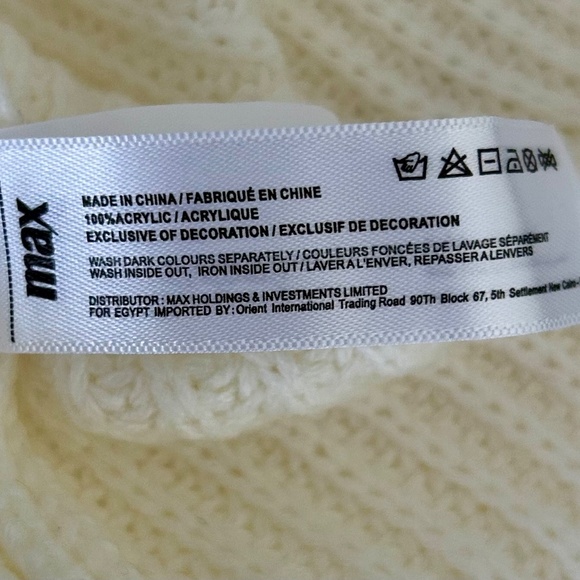 max
MADE IN CHINA / FABRIQUÉ EN CHINE
100%ACRYLIC / ACRYLIQUE
EXCLUSIVE OF DECORATION / EXCLUSIF DE DECORATION
WASH DARK COLOURS SEPARATELY / COULEURS FONCÉES DE LAVAGE SÉPARÉMENT
WASH INSIDE OUT, IRON INSIDE OUT / LAVER A L'ENVER, REPASSER A LENVERS
DISTRIBUTOR : MAX HOLDINGS & INVESTMENTS LIMITED
FOR EGYPT IMPORTED BY: Orient International Trading Road 90Th Block 67, 5th Settlement New